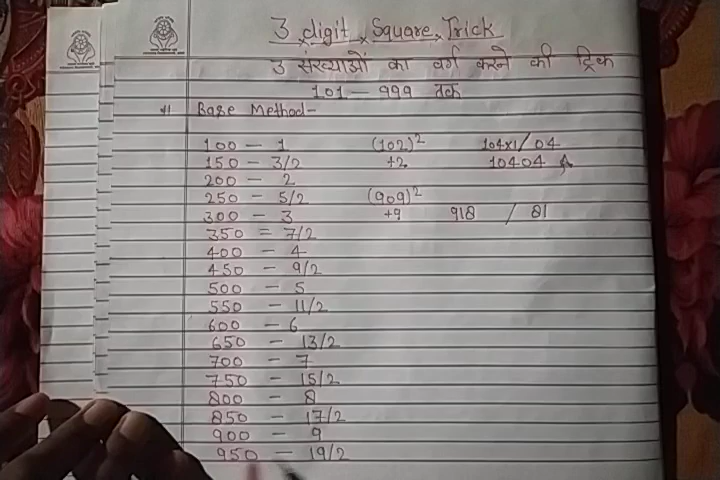 3 digit Square Trick
3 संख्याओं का वर्ग करने की ट्रिक
101 - 999 तक
Base Method-
100 - 1 (102)² 104x1/04
150 - 3/2 +2 10404
200 - 2
250 - 5/2 (909)²
300 - 3 +9 918 / 81
350 = 7/2
400 - 4
450 - 9/2
500 - 5
550 - 11/2
600 - 6
650 - 13/2
700 - 7
750 - 15/2
800 - 8
850 - 17/2
900 - 9
950 - 19/2